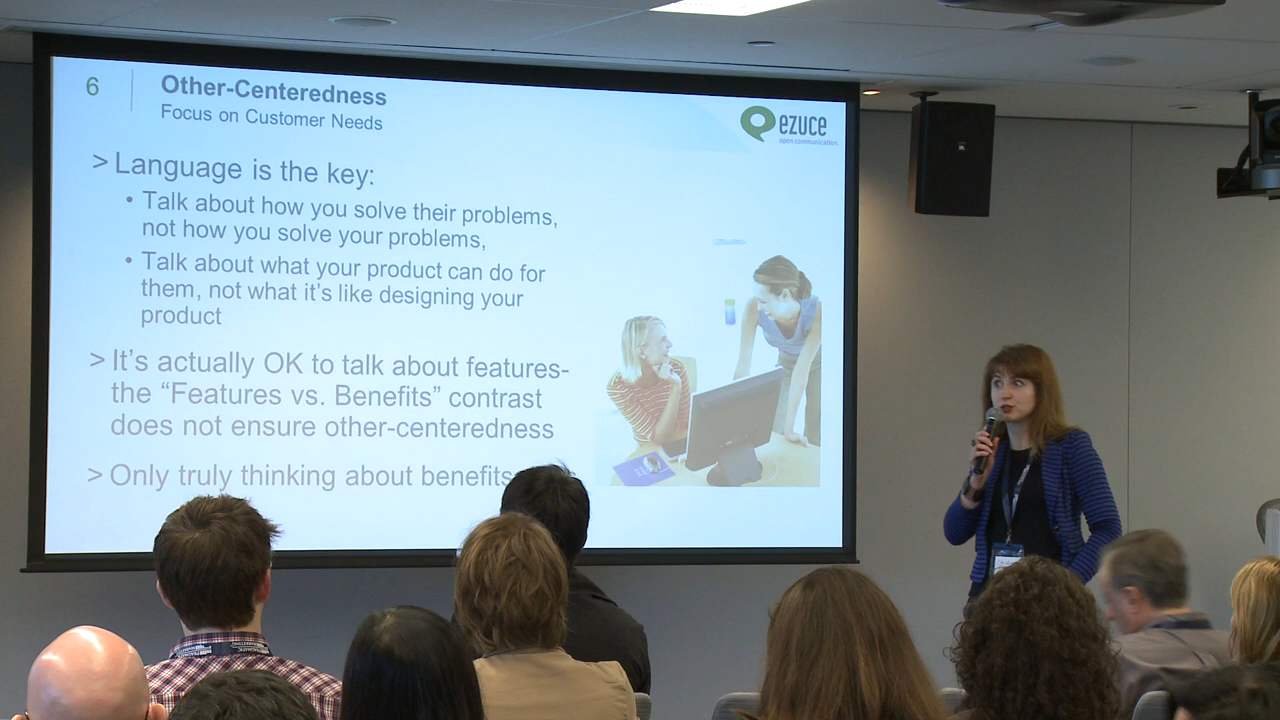 6
Other-Centeredness
Focus on Customer Needs
ezuce
open communication.
> Language is the key:
• Talk about how you solve their problems,
not how you solve your problems,
• Talk about what your product can do for
them, not what it's like designing your
product
> It's actually OK to talk about features-
the “Features vs. Benefits” contrast
does not ensure other-centeredness
> Only truly thinking about benefits